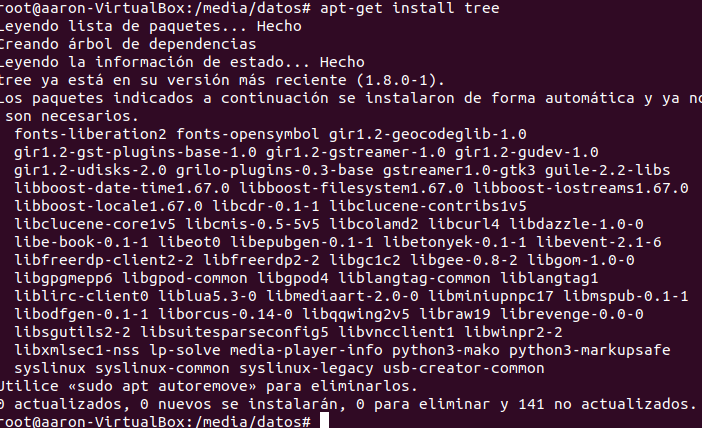 root@aaron-VirtualBox:/media/datos# apt-get install tree
Leyendo lista de paquetes... Hecho
Creando árbol de dependencias
Leyendo la información de estado... Hecho
tree ya está en su versión más reciente (1.8.0-1).
Los paquetes indicados a continuación se instalaron de forma automática y ya no
son necesarios.
fonts-liberation2 fonts-opensymbol gir1.2-geocodeglib-1.0
gir1.2-gst-plugins-base-1.0 gir1.2-gstreamer-1.0 gir1.2-gudev-1.0
gir1.2-udisks-2.0 grilo-plugins-0.3-base gstreamer1.0-gtk3 guile-2.2-libs
libboost-date-time1.67.0 libboost-filesystem1.67.0 libboost-iostreams1.67.0
libboost-locale1.67.0 libcdr-0.1-1 libclucene-contribs1v5
libclucene-core1v5 libcmis-0.5-5v5 libcolamd2 libcurl4 libdazzle-1.0-0
libe-book-0.1-1 libeot0 libepubgen-0.1-1 libetonyek-0.1-1 libevent-2.1-6
libfreerdp-client2-2 libfreerdp2-2 libgc1c2 libgee-0.8-2 libgom-1.0-0
libgpgmepp6 libgpod-common libgpod4 liblangtag-common liblangtag1
liblirc-client0 liblua5.3-0 libmediaart-2.0-0 libminiupnpc17 libmspub-0.1-1
libodfgen-0.1-1 liborcus-0.14-0 libqqwing2v5 libraw19 librevenge-0.0-0
libsgutils2-2 libsuitesparseconfig5 libvncclient1 libwinpr2-2
libxmlsec1-nss lp-solve media-player-info python3-mako python3-markupsafe
syslinux syslinux-common syslinux-legacy usb-creator-common
Utilice «sudo apt autoremove» para eliminarlos.
0 actualizados, 0 nuevos se instalarán, 0 para eliminar y 141 no actualizados.
root@aaron-VirtualBox:/media/datos#